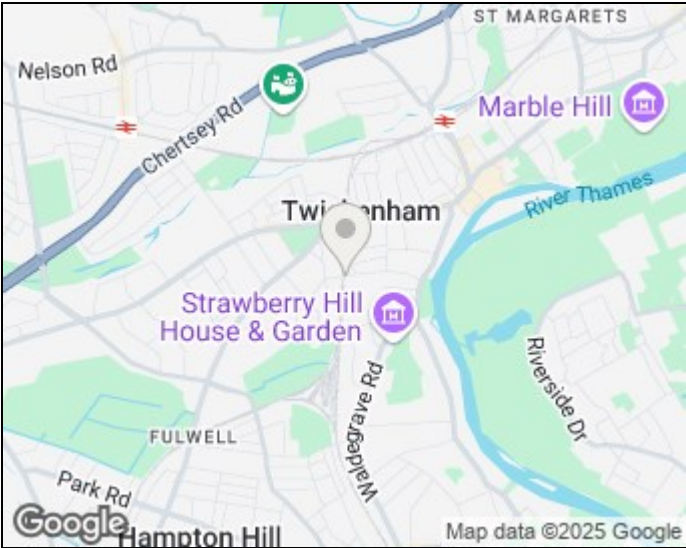 ST MARGARETS
Nelson Rd
Chertsey Rd
Marble Hill
River Thames
Strawberry Hill
House & Garden
Riverside Dr
Waldegrave Rd
FULWELL
Park Rd
Hampton Hill
Google
Map data ©2025 Google